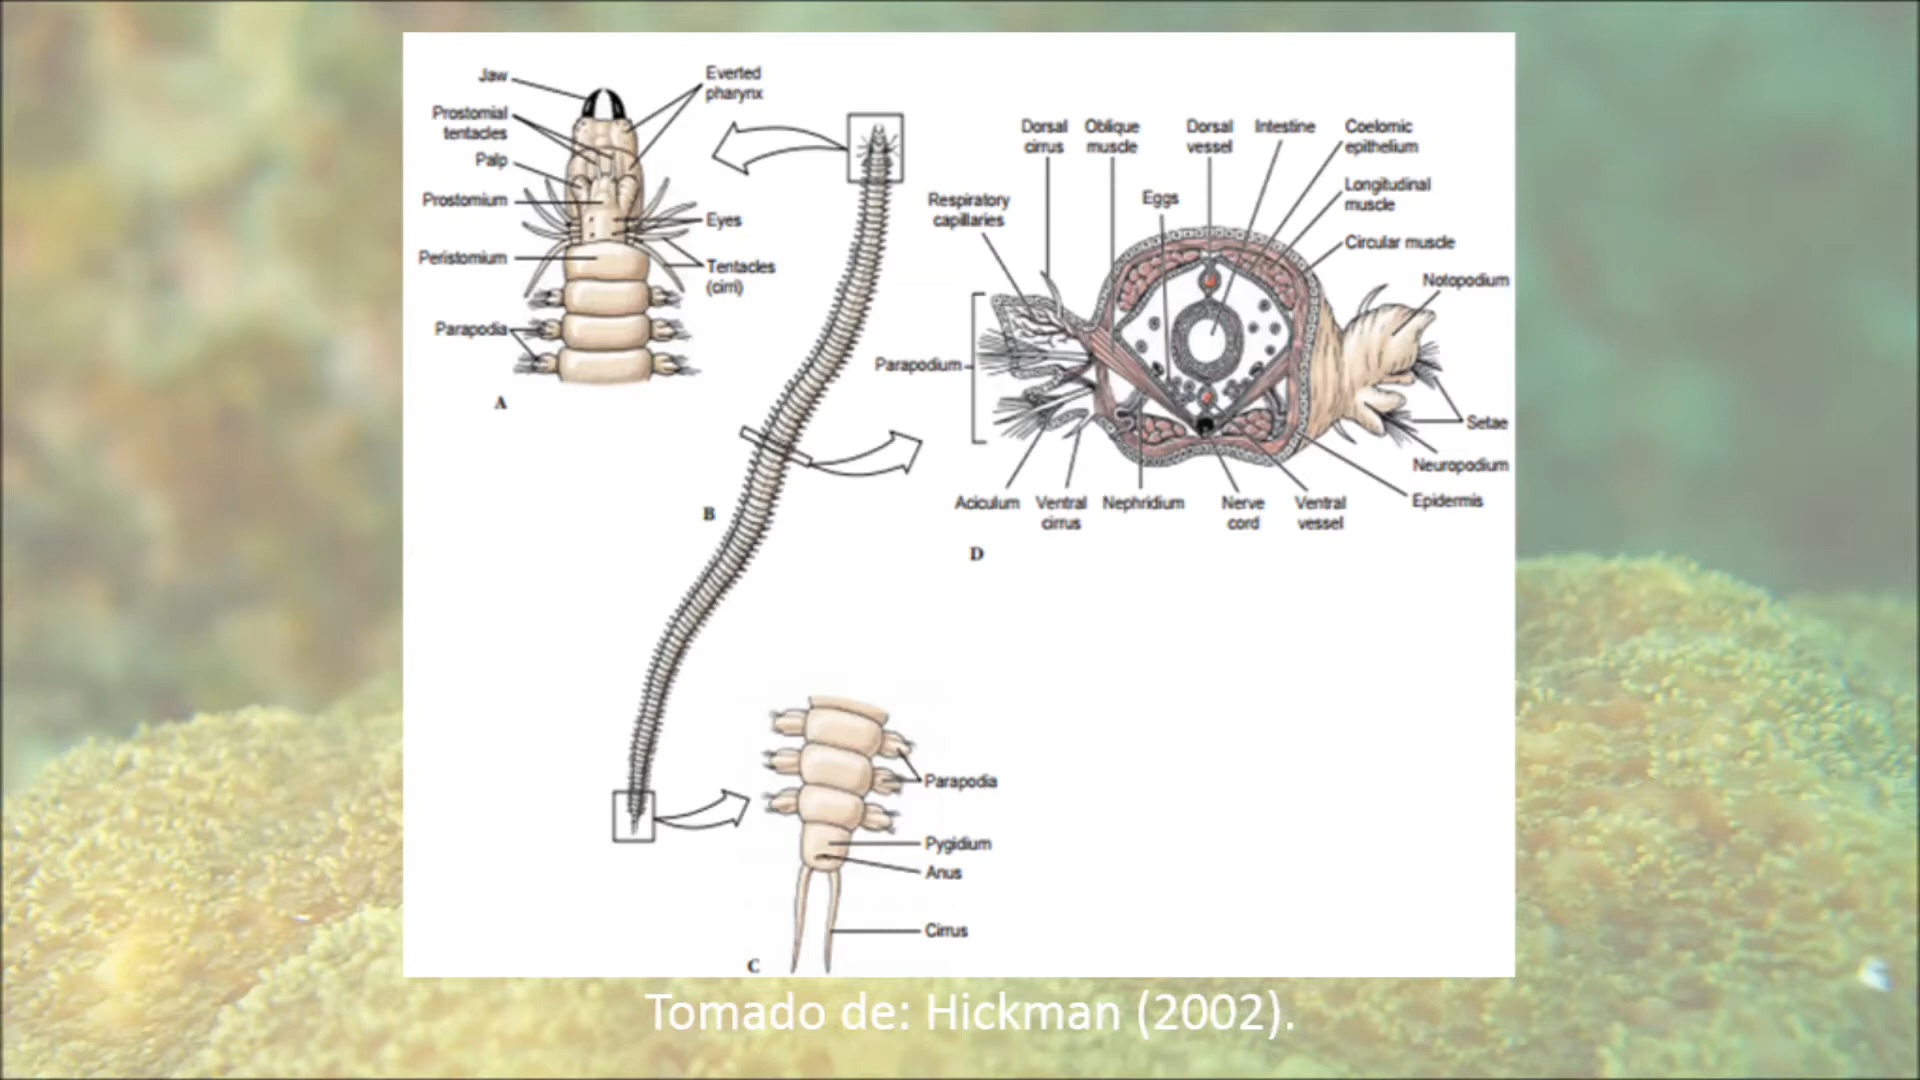 Jaw
Prostomial
tentacles
Palp
Prostomium
Peristomium
Parapodia
A
Everted
pharynx
Eyes
Tentacles
(cirri)
B
Parapodia
Pygidium
Anus
Cirrus
C
Dorsal
cirrus
Oblique
muscle
Dorsal
vessel
Intestine
Coelomic
epithelium
Respiratory
capillaries
Eggs
Longitudinal
muscle
Circular muscle
Notopodium
Parapodium
Setae
Neuropodium
Epidermis
Aciculum
Ventral
cirrus
Nephridium
Nerve
cord
Ventral
vessel
D
Tomado de: Hickman (2002).